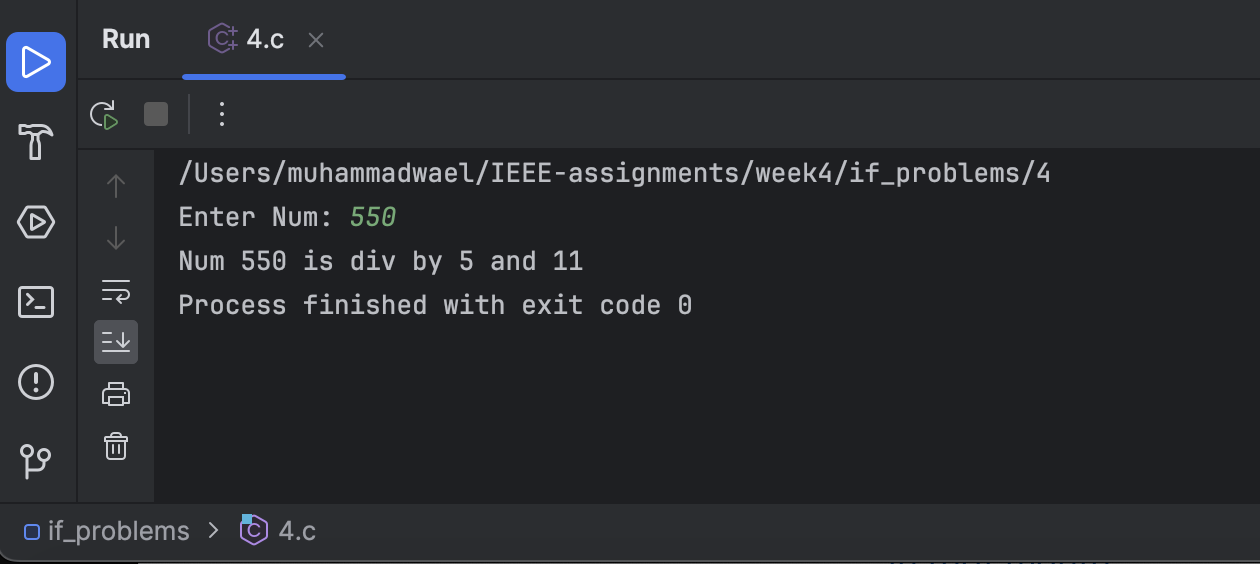 Run 4.c
/Users/muhammadwael/IEEE-assignments/week4/if_problems/4
Enter Num: 550
Num 550 is div by 5 and 11
Process finished with exit code 0
if_problems > 4.c